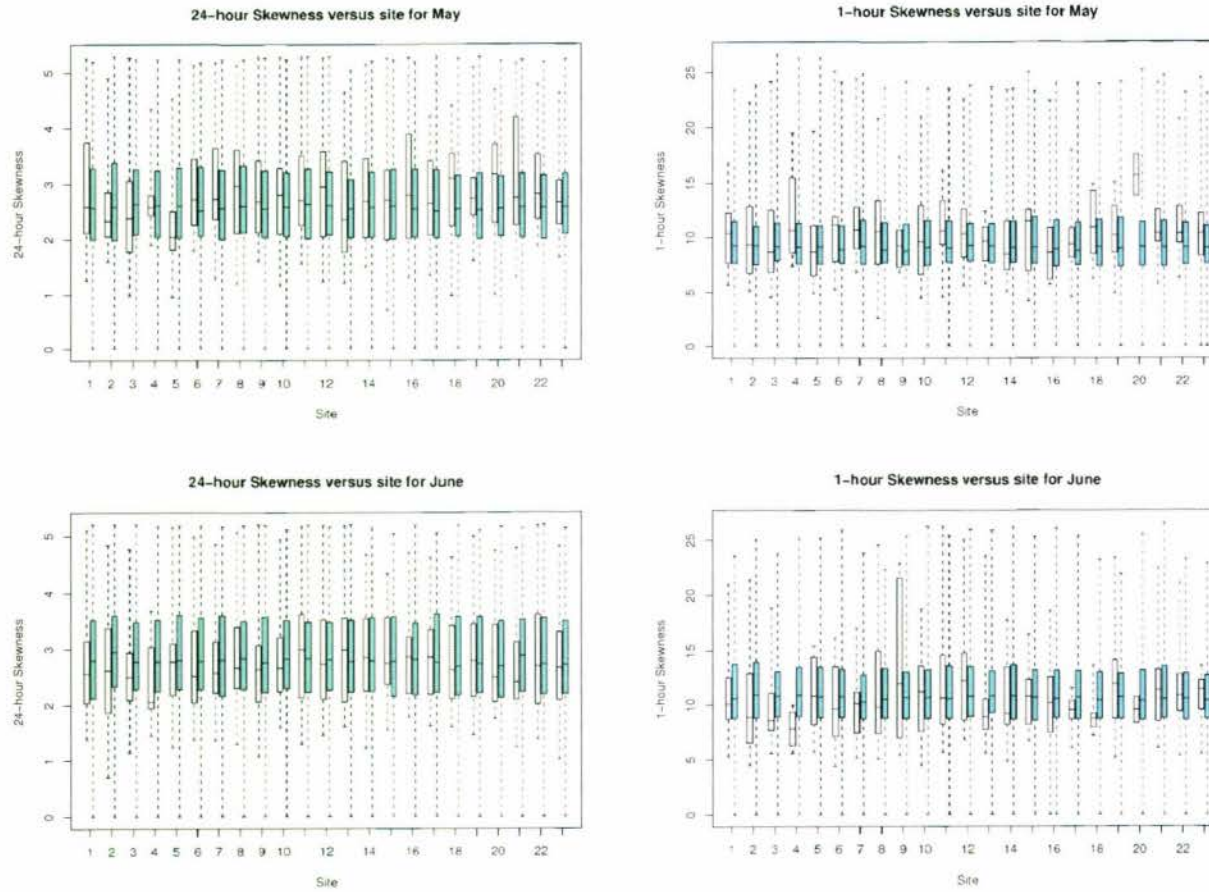 24-hour Skewness versus site for May
24-hour Skewness
5
4
3
2
1
0
1 2 3 4 5 6 7 8 9 10 12 14 16 18 20 22
Site
1-hour Skewness versus site for May
1-hour Skewness
25
20
15
10
5
0
1 2 3 4 5 6 7 8 9 10 12 14 16 18 20 22
Site
24-hour Skewness versus site for June
24-hour Skewness
5
4
3
2
1
0
1 2 3 4 5 6 7 8 9 10 12 14 16 18 20 22
Site
1-hour Skewness versus site for June
1-hour Skewness
25
20
15
10
5
0
1 2 3 4 5 6 7 8 9 10 12 14 16 18 20 22
Site